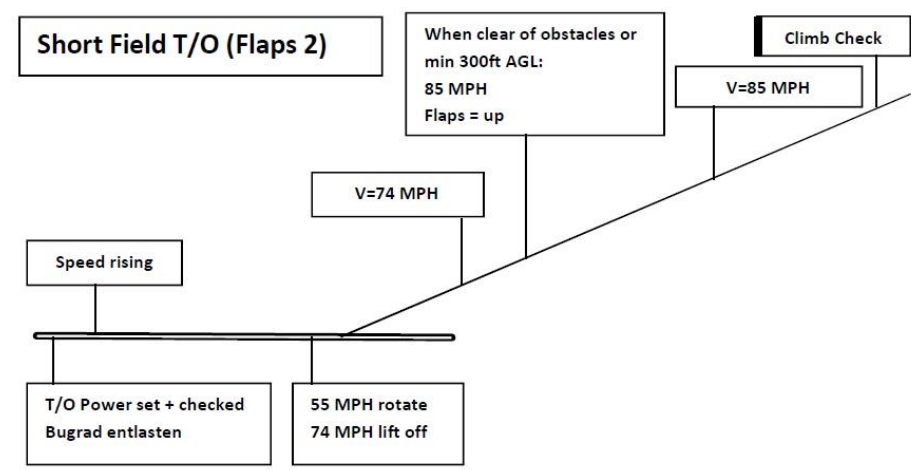 Short Field T/O (Flaps 2)
When clear of obstacles or
min 300ft AGL:
85 MPH
Flaps = up
Climb Check
V=85 MPH
V=74 MPH
Speed rising
T/O Power set + checked
Bugrad entlasten
55 MPH rotate
74 MPH lift off